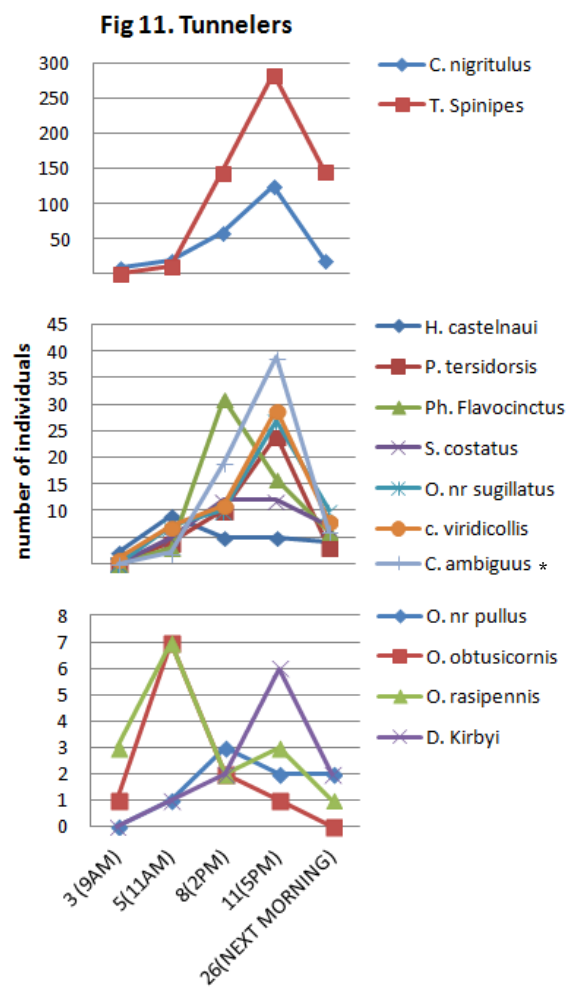 Fig 11. Tunnelers
300
250
200
150
100
50
C. nigritulus
T. Spinipes
number of individuals
45
40
35
30
25
20
15
10
H. castelnaui
P. tersidorsis
Ph. Flavocinctus
S. costatus
O. nr sugillatus
c. viridicollis
C. ambiguus *
8
7
6
5
4
3
2
1
0
O. nr pullus
O. obtusicornis
O. rasipennis
D. Kirbyi
3 (9AM)
5(11AM)
8(2PM)
11(5PM)
26(NEXT MORNING)